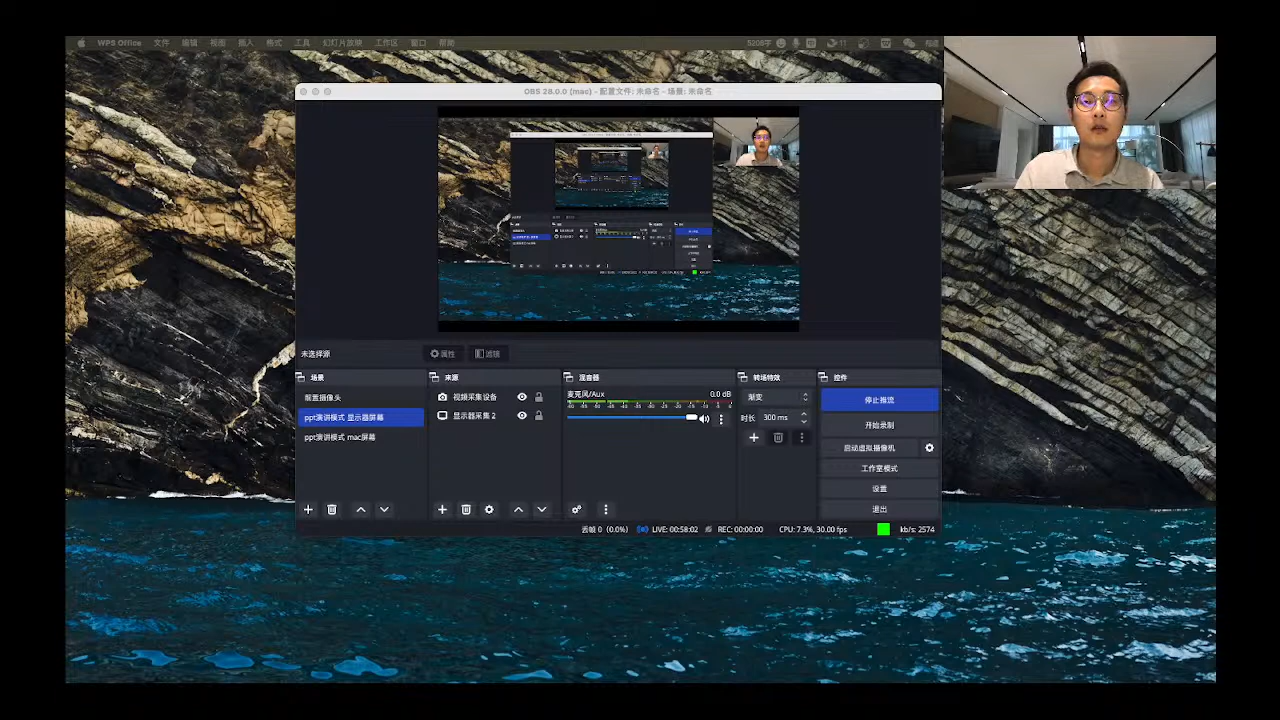 WPS Office 文件 编辑 视图 插入 格式 工具 幻灯片放映 工作区 窗口 帮助
OBS 28.0.0 (mac) - 配置文件: 未命名 - 场景: 未命名
未选择源 属性 滤镜
场景 来源 混音器 转场特效 控件
前置摄像头
ppt演讲模式 显示器屏幕
ppt演讲模式 mac屏幕
视频采集设备
显示器采集 2
麦克风/Aux 0.0 dB
渐变
时长 300 ms
停止推流
开始录制
启动虚拟摄像机
工作室模式
设置
退出
丢帧 0 (0.0%) LIVE: 00:58:02 REC: 00:00:00 CPU: 7.3%, 30.00 fps kb/s: 2574